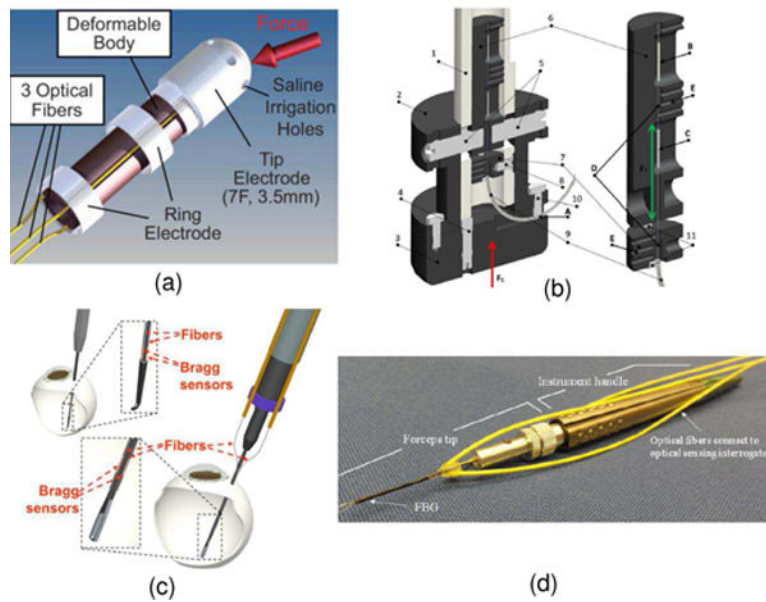 Deformable
Body
Force
3 Optical
Fibers
Saline
Irrigation
Holes
Tip
Electrode
(7F, 3.5mm)
Ring
Electrode
(a)
1
2
3
4
5
6
7
8
10
A
9
Fc
B
E
C
D
E
11
(b)
Fibers
Bragg
sensors
Fibers
Bragg
sensors
(c)
Instrument handle
Forceps tip
Optical fibers connect to
optical sensing interrogate
FBG
(d)